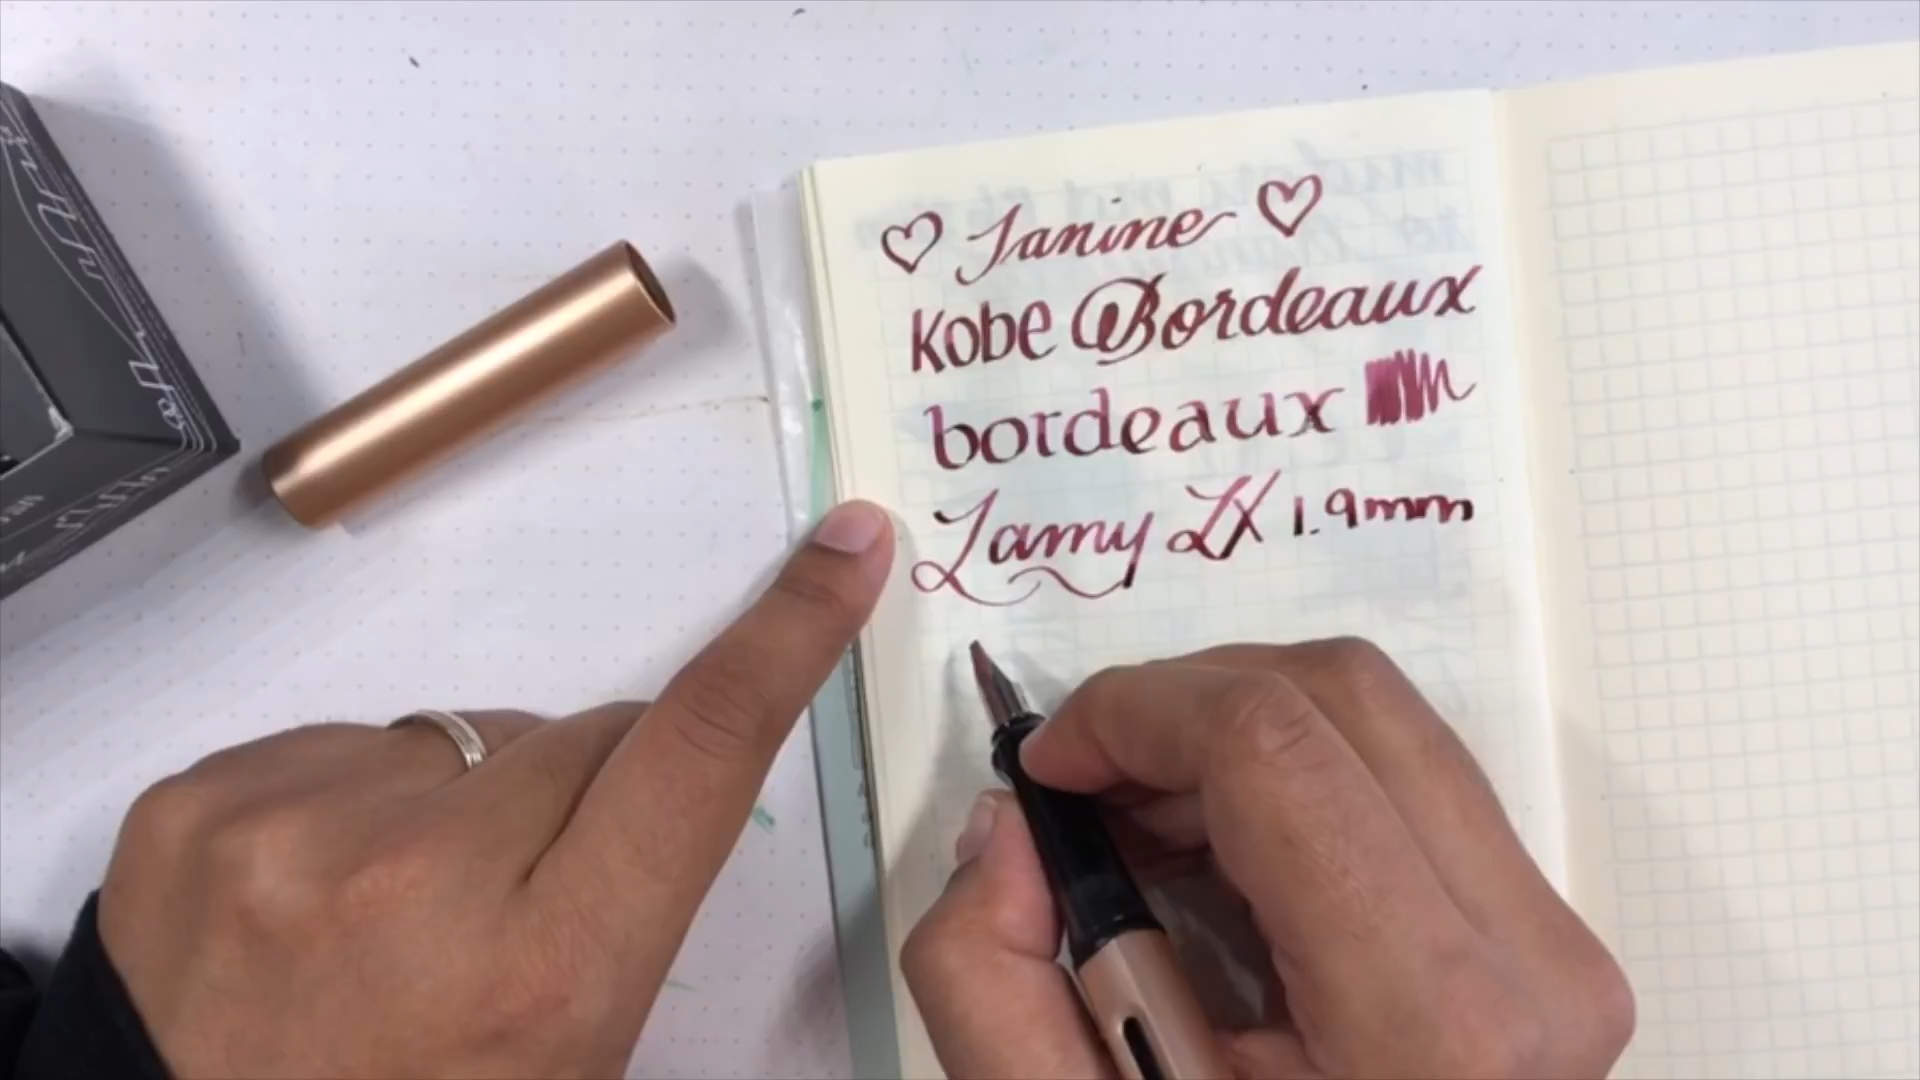 ♡ Janine ♡
Kobe Bordeaux
bordeaux
Lamy LX 1.9mm